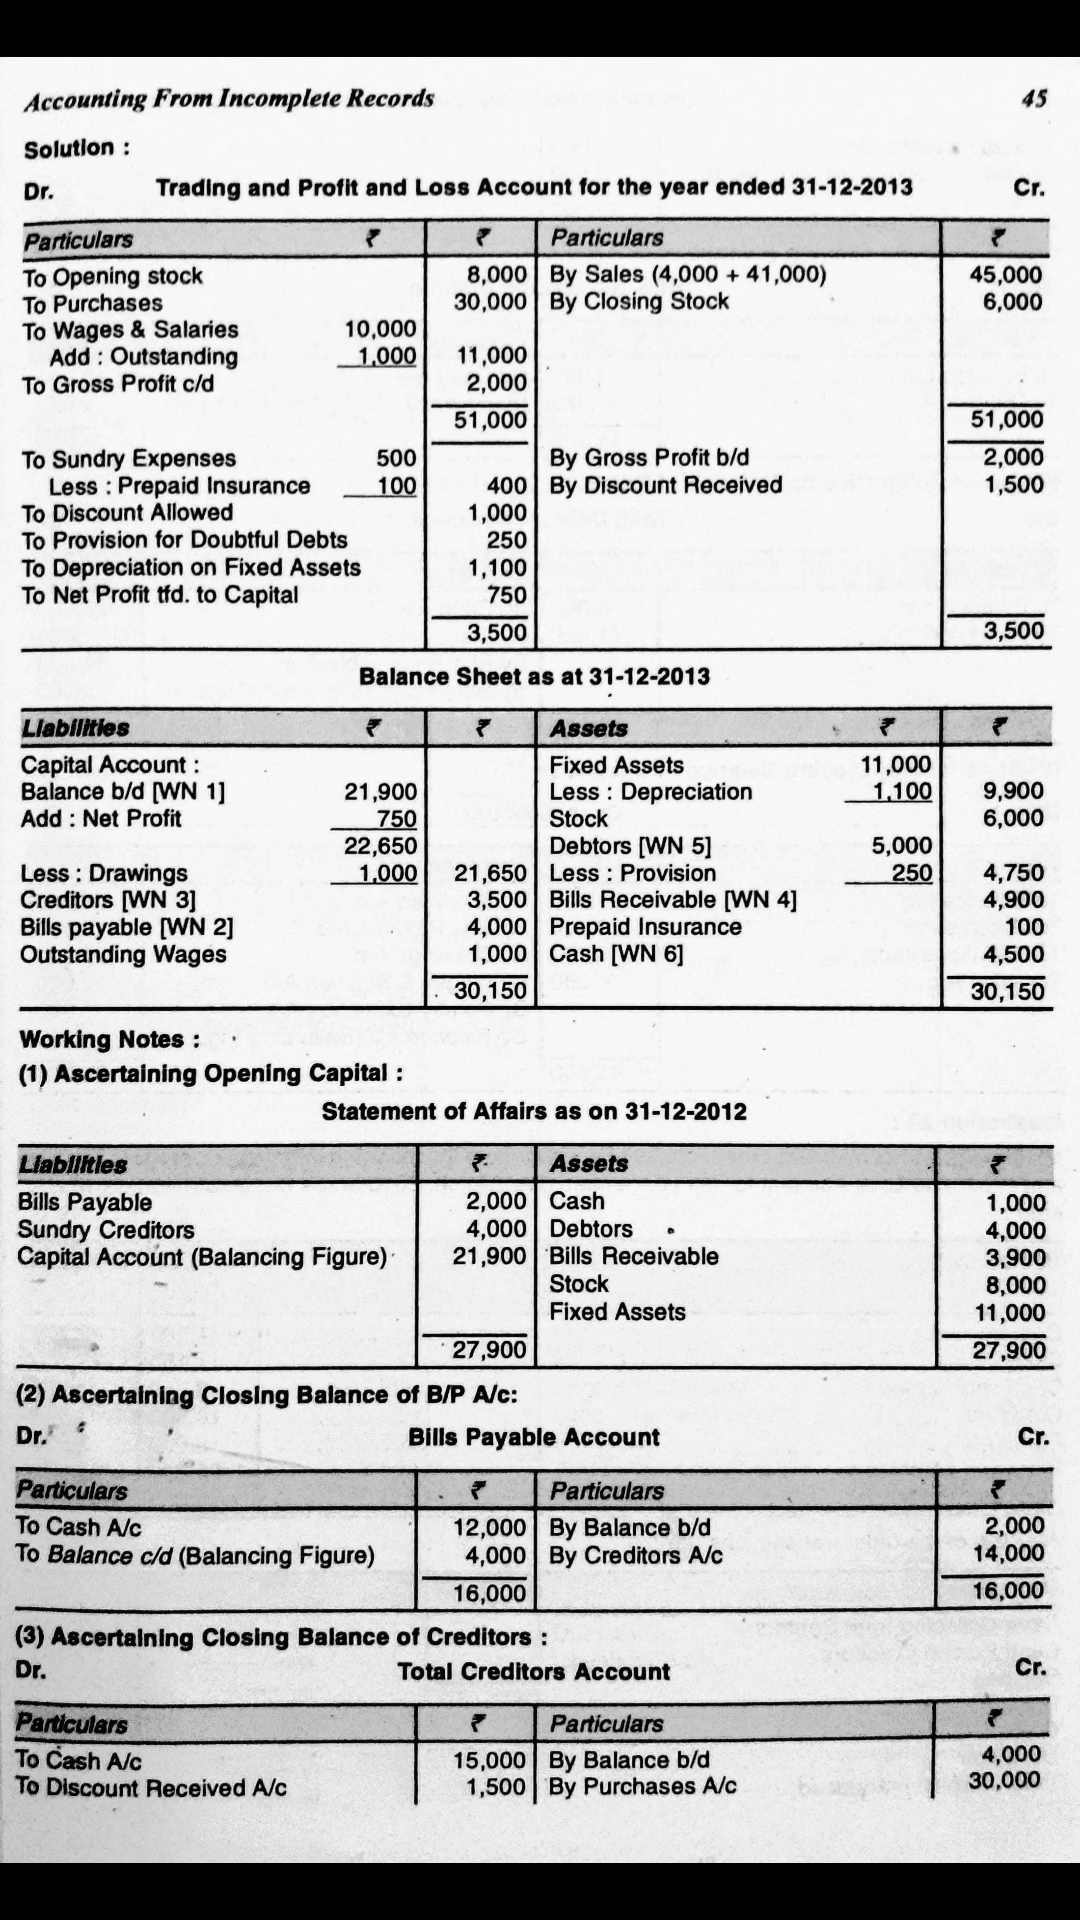 Accounting From Incomplete Records 45
Solution :
Dr. Trading and Profit and Loss Account for the year ended 31-12-2013 Cr.
Particulars ₹ ₹ Particulars ₹
To Opening stock 8,000 By Sales (4,000 + 41,000) 45,000
To Purchases 30,000 By Closing Stock 6,000
To Wages & Salaries 10,000
Add : Outstanding 1,000 11,000
To Gross Profit c/d 2,000
51,000 51,000
To Sundry Expenses 500 By Gross Profit b/d 2,000
Less : Prepaid Insurance 100 400 By Discount Received 1,500
To Discount Allowed 1,000
To Provision for Doubtful Debts 250
To Depreciation on Fixed Assets 1,100
To Net Profit tfd. to Capital 750
3,500 3,500
Balance Sheet as at 31-12-2013
Liabilities ₹ ₹ Assets ₹ ₹
Capital Account : Fixed Assets 11,000
Balance b/d [WN 1] 21,900 Less : Depreciation 1,100 9,900
Add : Net Profit 750 Stock 6,000
22,650 Debtors [WN 5] 5,000
Less : Drawings 1,000 21,650 Less : Provision 250 4,750
Creditors [WN 3] 3,500 Bills Receivable [WN 4] 4,900
Bills payable [WN 2] 4,000 Prepaid Insurance 100
Outstanding Wages 1,000 Cash [WN 6] 4,500
30,150 30,150
Working Notes :
(1) Ascertaining Opening Capital :
Statement of Affairs as on 31-12-2012
Liabilities ₹ Assets ₹
Bills Payable 2,000 Cash 1,000
Sundry Creditors 4,000 Debtors 4,000
Capital Account (Balancing Figure) 21,900 Bills Receivable 3,900
Stock 8,000
Fixed Assets 11,000
27,900 27,900
(2) Ascertaining Closing Balance of B/P A/c:
Dr. Bills Payable Account Cr.
Particulars ₹ Particulars ₹
To Cash A/c 12,000 By Balance b/d 2,000
To Balance c/d (Balancing Figure) 4,000 By Creditors A/c 14,000
16,000 16,000
(3) Ascertaining Closing Balance of Creditors :
Dr. Total Creditors Account Cr.
Particulars ₹ Particulars ₹
To Cash A/c 15,000 By Balance b/d 4,000
To Discount Received A/c 1,500 By Purchases A/c 30,000